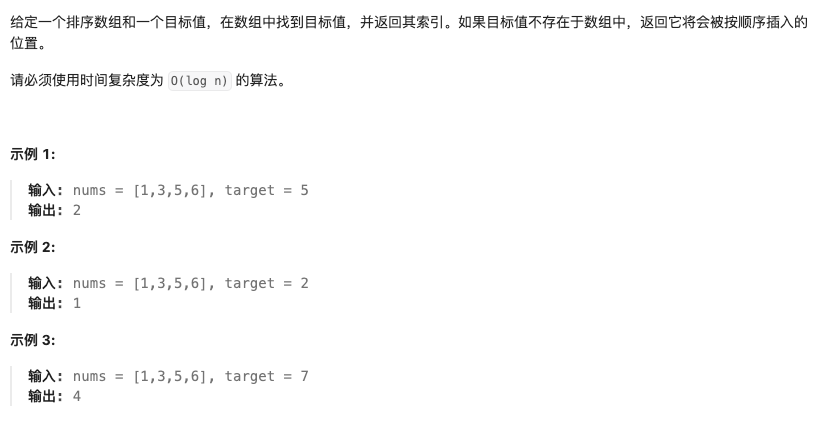 给定一个排序数组和一个目标值，在数组中找到目标值，并返回其索引。如果目标值不存在于数组中，返回它将会被按顺序插入的
位置。
请必须使用时间复杂度为 O(log n) 的算法。
示例 1:
输入: nums = [1,3,5,6], target = 5
输出: 2
示例 2:
输入: nums = [1,3,5,6], target = 2
输出: 1
示例 3:
输入: nums = [1,3,5,6], target = 7
输出: 4